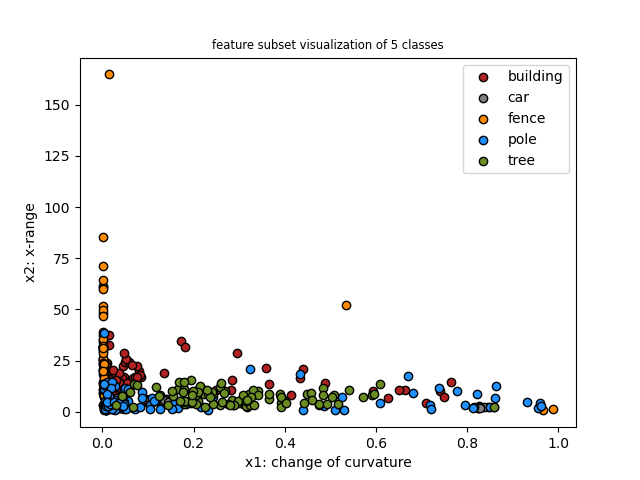 feature subset visualization of 5 classes
building
car
fence
pole
tree
x2: x-range
150
125
100
75
50
25
0
0.0 0.2 0.4 0.6 0.8 1.0
x1: change of curvature